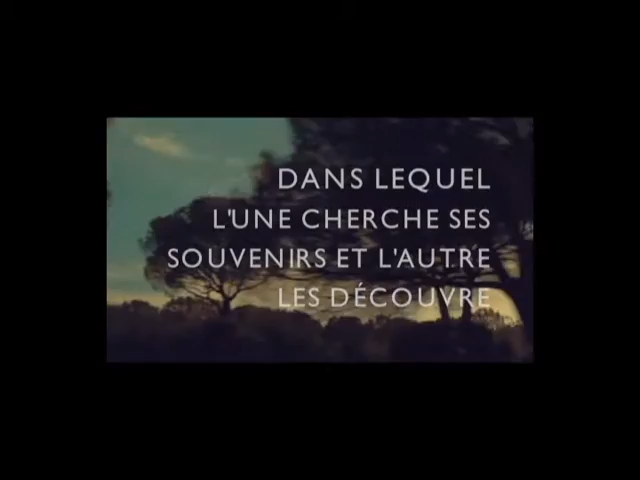 DANS LEQUEL
L'UNE CHERCHE SES
SOUVENIRS ET L'AUTRE
LES DÉCOUVRE